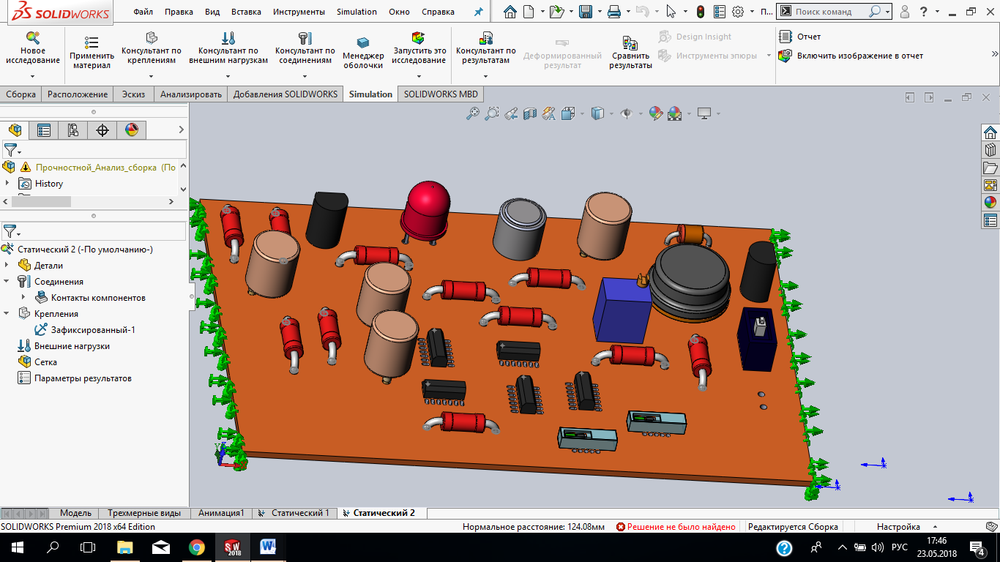 SOLIDWORKS
Файл Правка Вид Вставка Инструменты Simulation Окно Справка
П... Поиск команд
Новое исследование
Применить материал
Консультант по креплениям
Консультант по внешним нагрузкам
Консультант по соединениям
Менеджер оболочки
Запустить это исследование
Консультант по результатам
Деформированный результат
Сравнить результаты
Design Insight
Инструменты эпюры
Отчет
Включить изображение в отчет
Сборка Расположение Эскиз Анализировать Добавления SOLIDWORKS Simulation SOLIDWORKS MBD
Прочностной_Анализ_сборка (По
History
Статический 2 (-По умолчанию-)
Детали
Соединения
Контакты компонентов
Крепления
Зафиксированный-1
Внешние нагрузки
Сетка
Параметры результатов
Модель Трехмерные виды Анимация1 Статический 1 Статический 2
SOLIDWORKS Premium 2018 x64 Edition Нормальное расстояние: 124.08мм Решение не было найдено Редактируется Сборка Настройка
SW 2018
РУС
17:46
23.05.2018
4